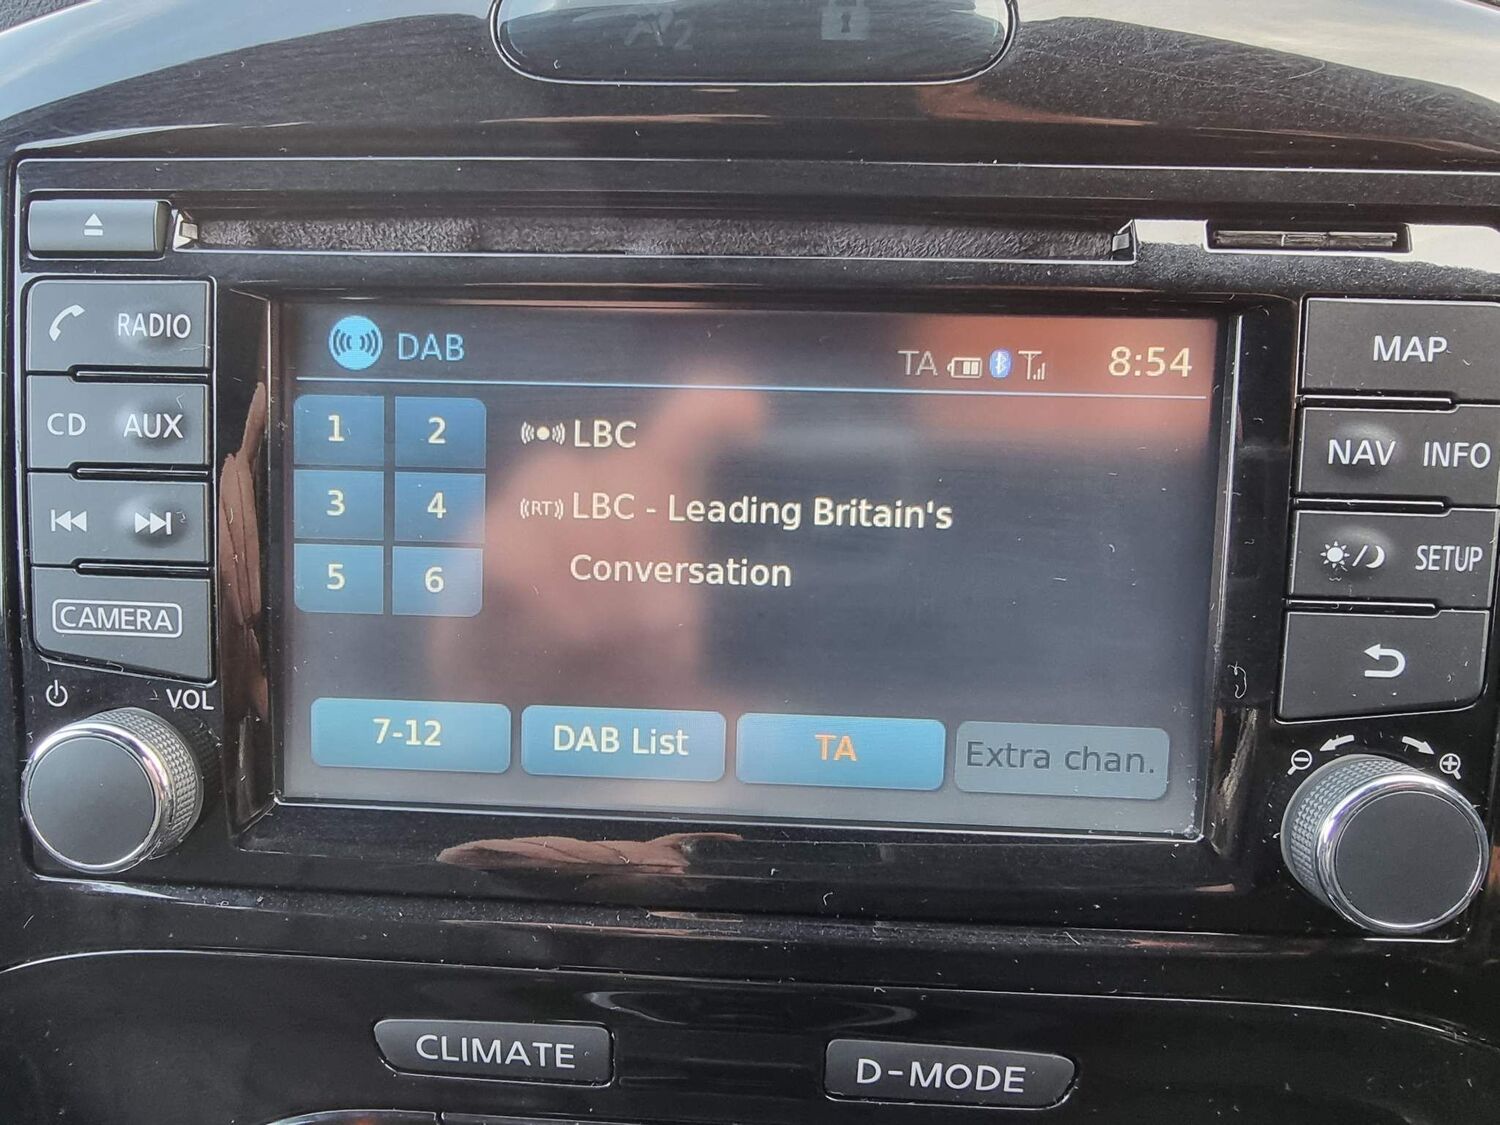 RADIO
CD AUX
CAMERA
VOL
DAB
TA 8:54
1 2
3 4
5 6
LBC
RT LBC - Leading Britain's
Conversation
7-12 DAB List TA Extra chan.
MAP
NAV INFO
SETUP
CLIMATE
D-MODE